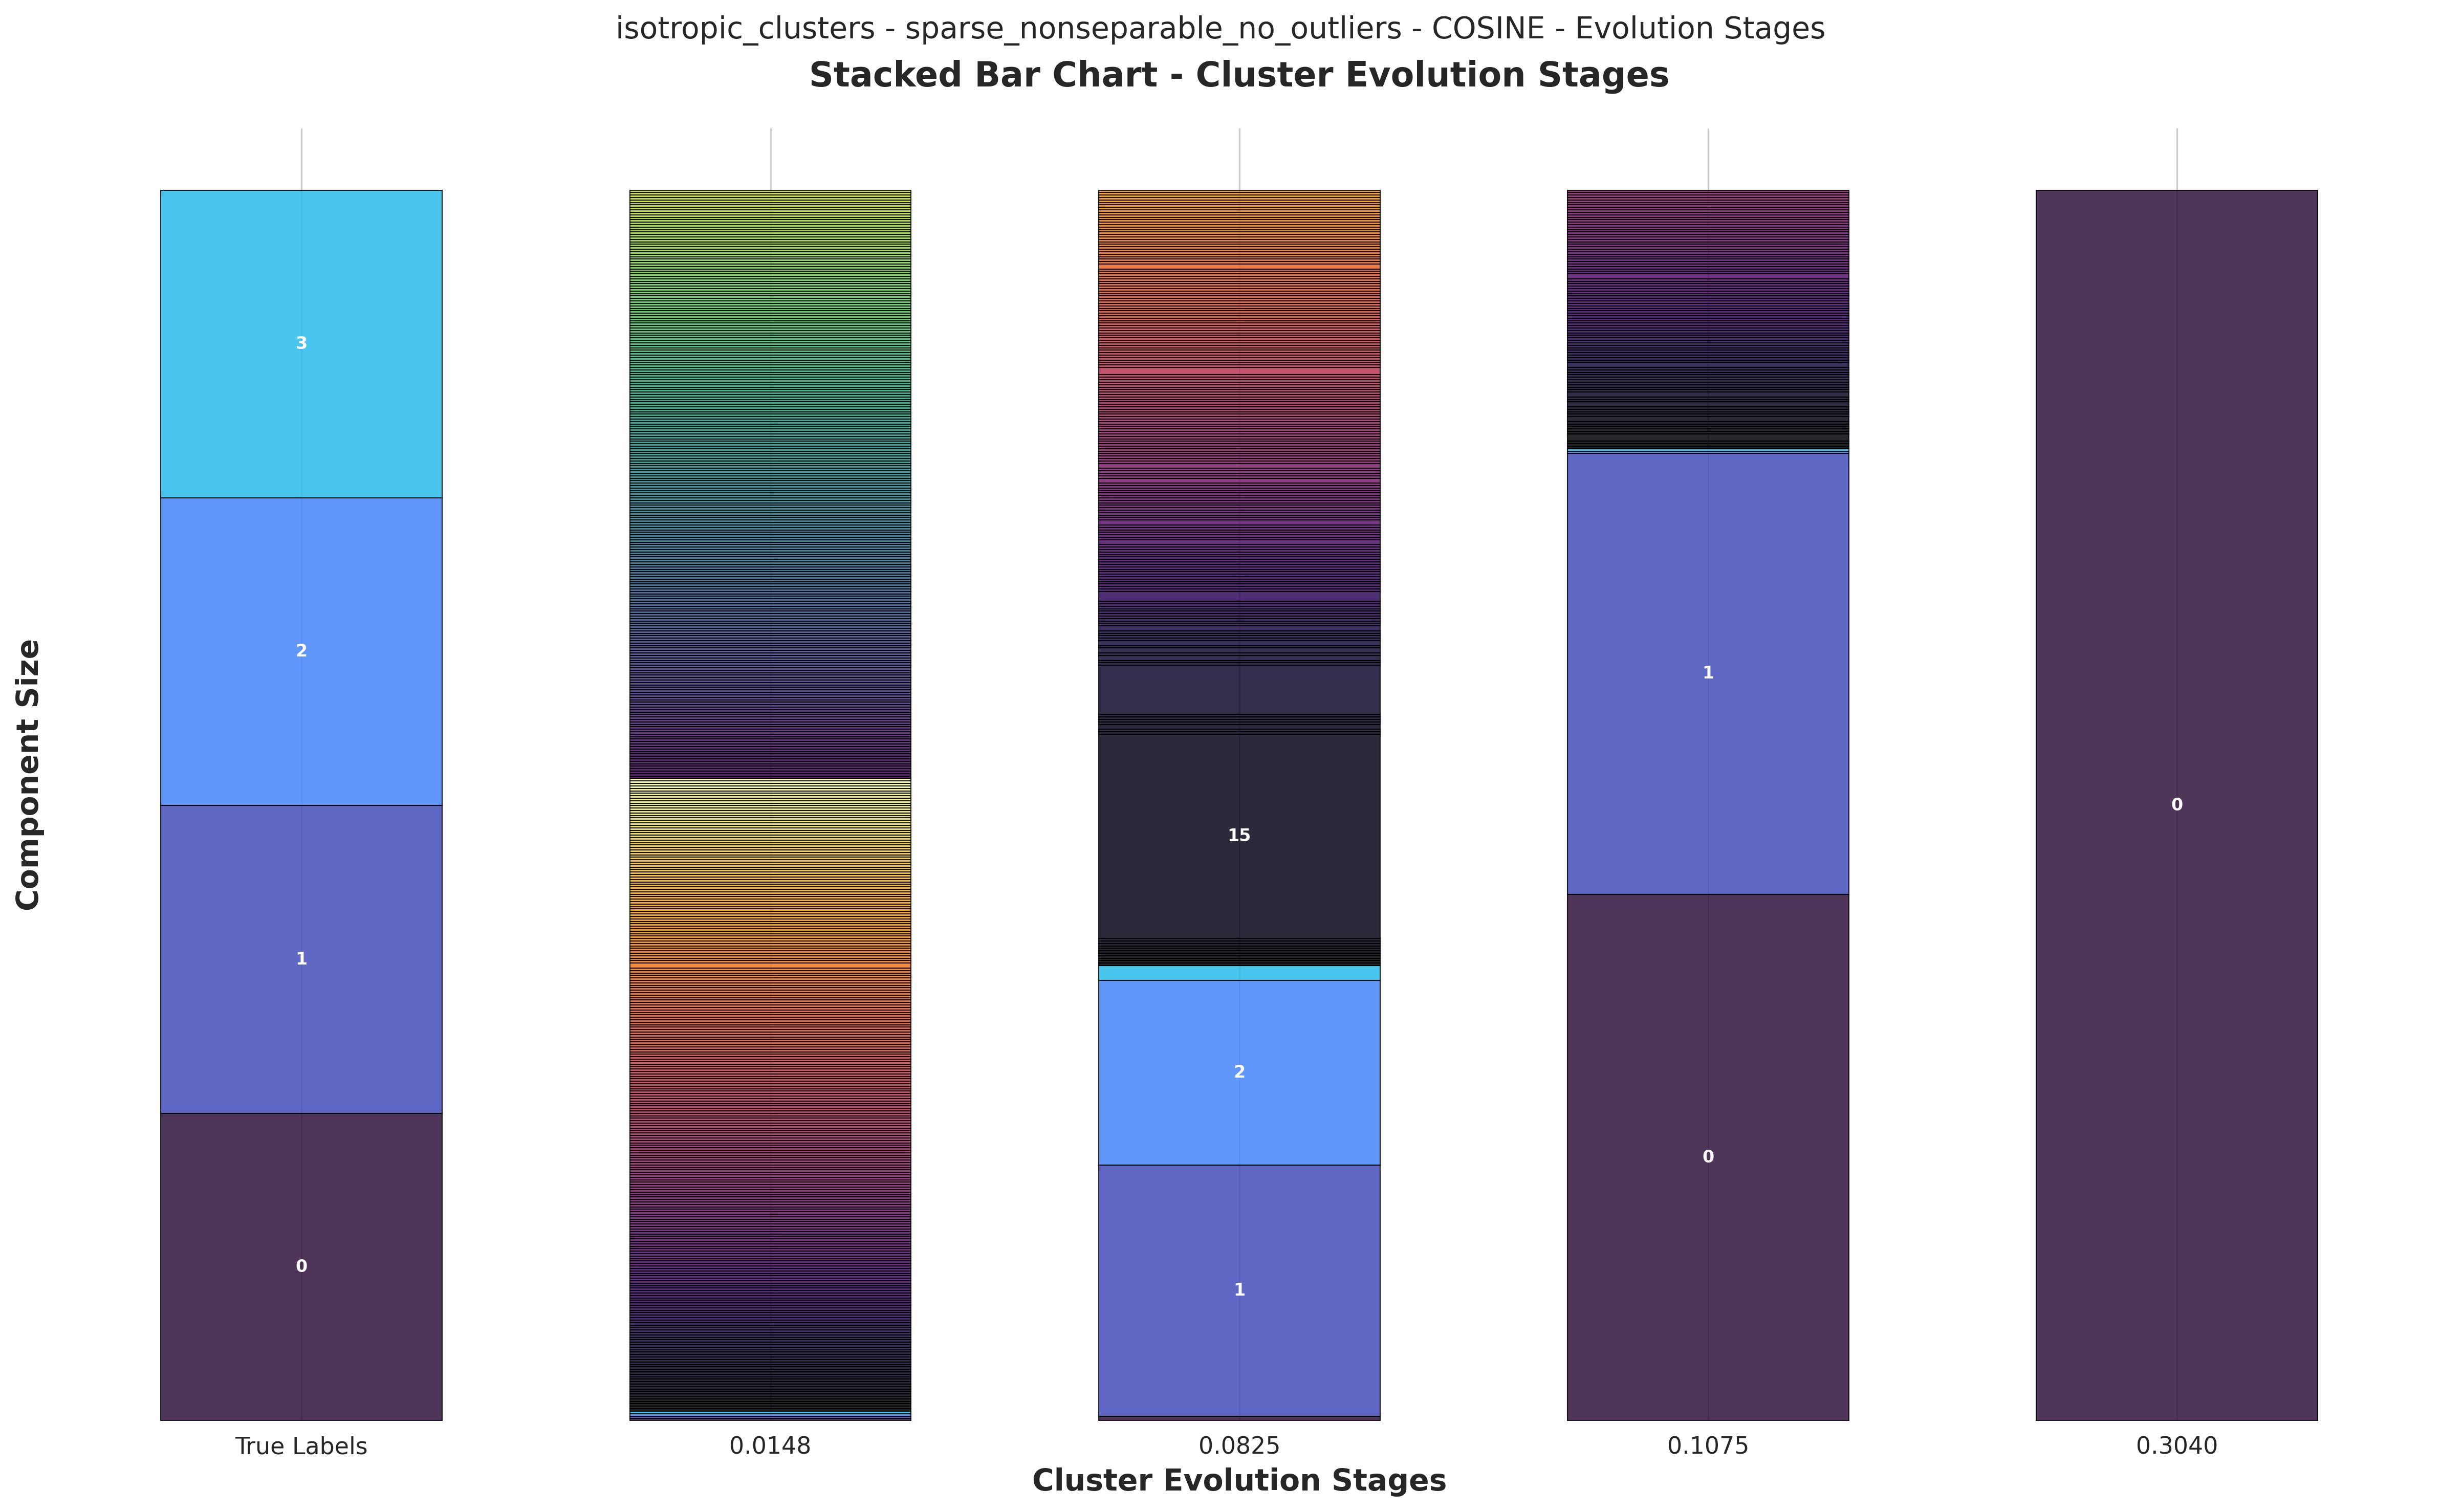 isotropic_clusters - sparse_nonseparable_no_outliers - COSINE - Evolution Stages
Stacked Bar Chart - Cluster Evolution Stages
Component Size
3
2
1
0
15
2
1
1
0
0
True Labels
0.0148
0.0825
0.1075
0.3040
Cluster Evolution Stages